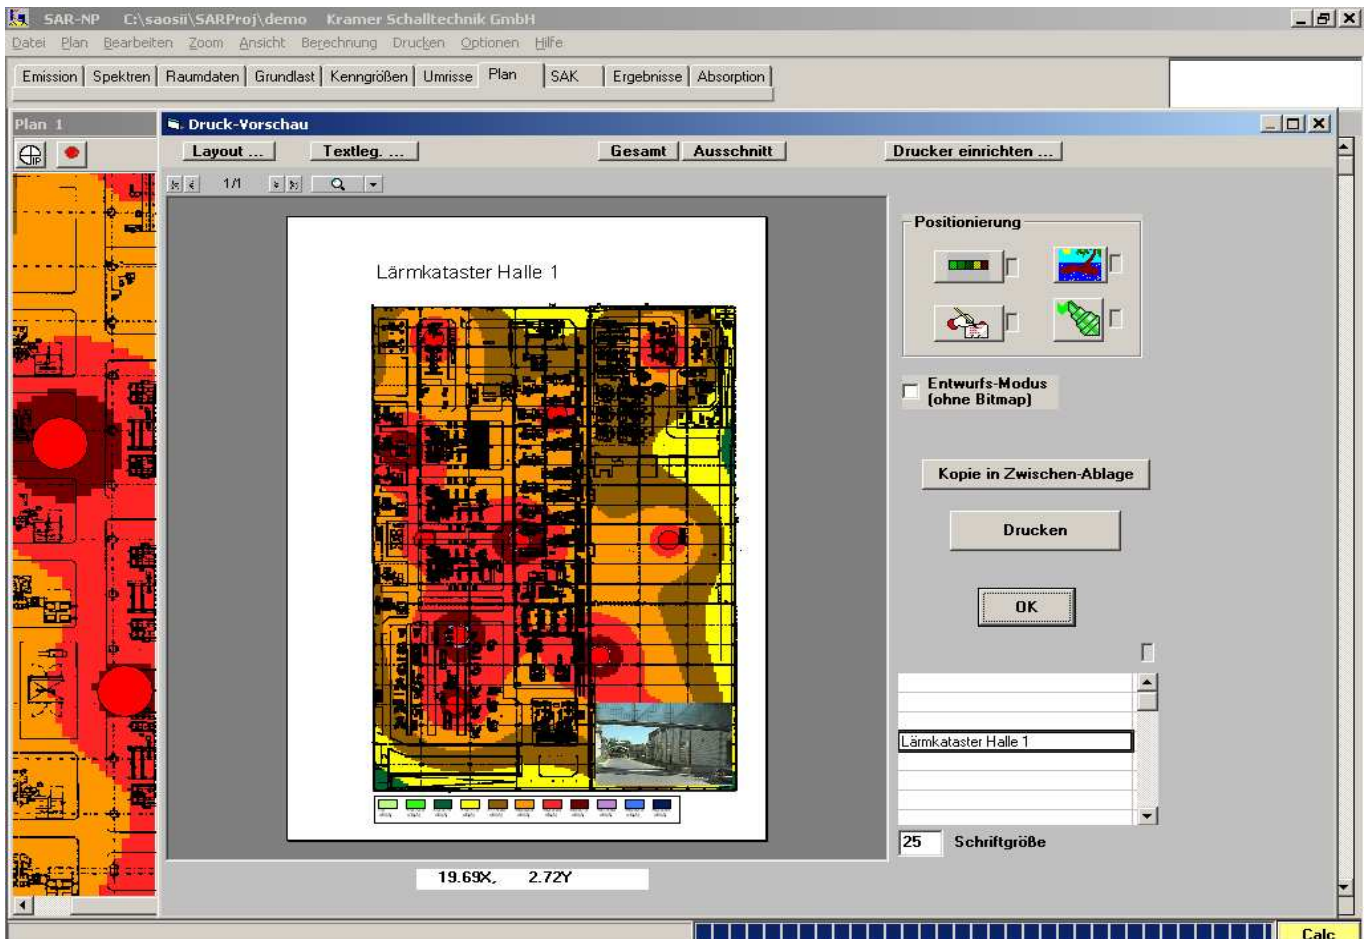 SAR-NP C:\saosii\SARProj\demo Kramer Schalltechnik GmbH
Datei Plan Bearbeiten Zoom Ansicht Berechnung Drucken Optionen Hilfe
Emission Spektren Raumdaten Grundlast Kenngrößen Umrisse Plan SAK Ergebnisse Absorption
Plan 1
Druck-Vorschau
Layout ... Textleg. ... Gesamt Ausschnitt Drucker einrichten ...
1/1
Positionierung
Lärmkataster Halle 1
Entwurfs-Modus
(ohne Bitmap)
Kopie in Zwischen-Ablage
Drucken
OK
Lärmkataster Halle 1
25 Schriftgröße
19.69X, 2.72Y
Calc